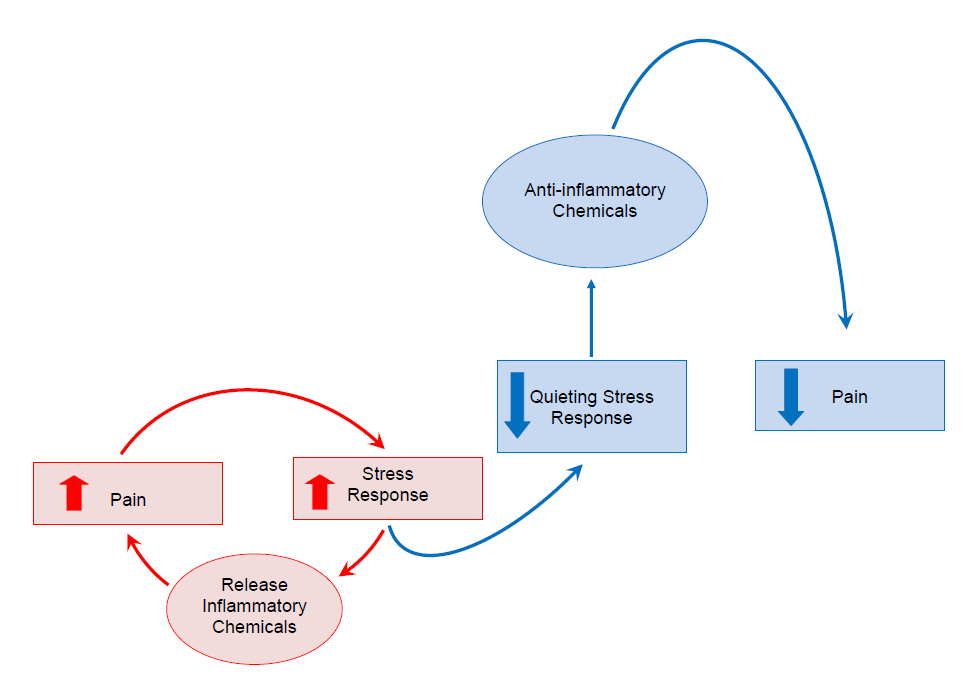 Anti-inflammatory
Chemicals
Quieting Stress
Response
Pain
Stress
Response
Pain
Release
Inflammatory
Chemicals